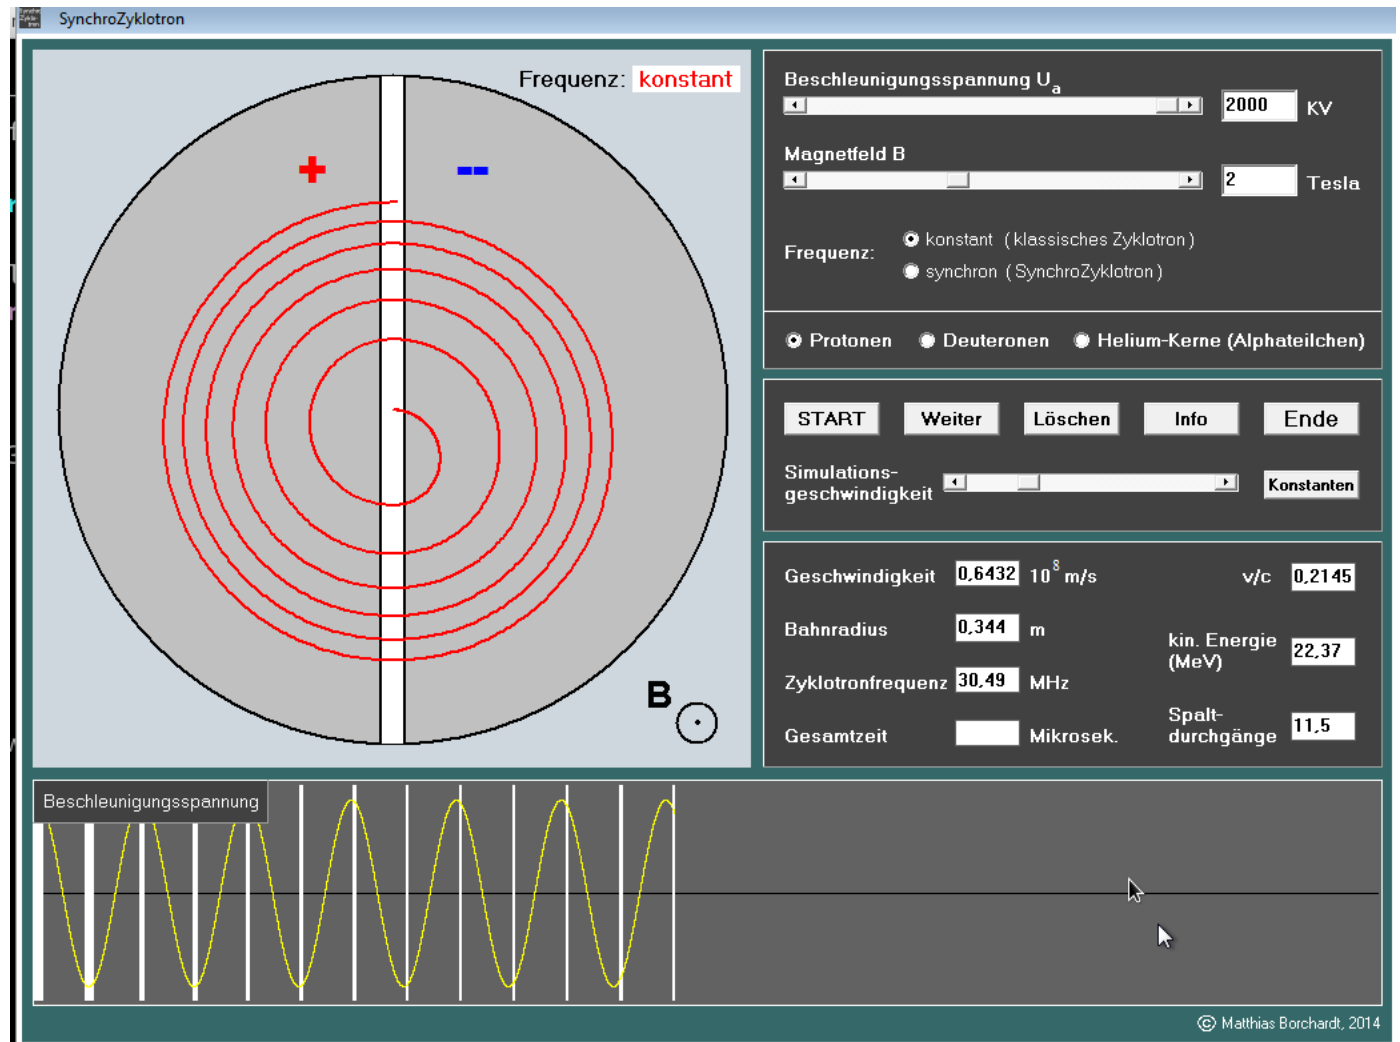 SynchroZyklotron
Frequenz: konstant
+ --
B
Beschleunigungsspannung Ua
2000 KV
Magnetfeld B
2 Tesla
Frequenz:
konstant ( klassisches Zyklotron )
synchron ( SynchroZyklotron )
Protonen Deuteronen Helium-Kerne (Alphateilchen)
START Weiter Löschen Info Ende
Simulations-
geschwindigkeit
Konstanten
Geschwindigkeit 0,6432 10^8 m/s v/c 0,2145
Bahnradius 0,344 m
kin. Energie
(MeV) 22,37
Zyklotronfrequenz 30,49 MHz
Spalt-
durchgänge 11,5
Gesamtzeit Mikrosek.
Beschleunigungsspannung
© Matthias Borchardt, 2014